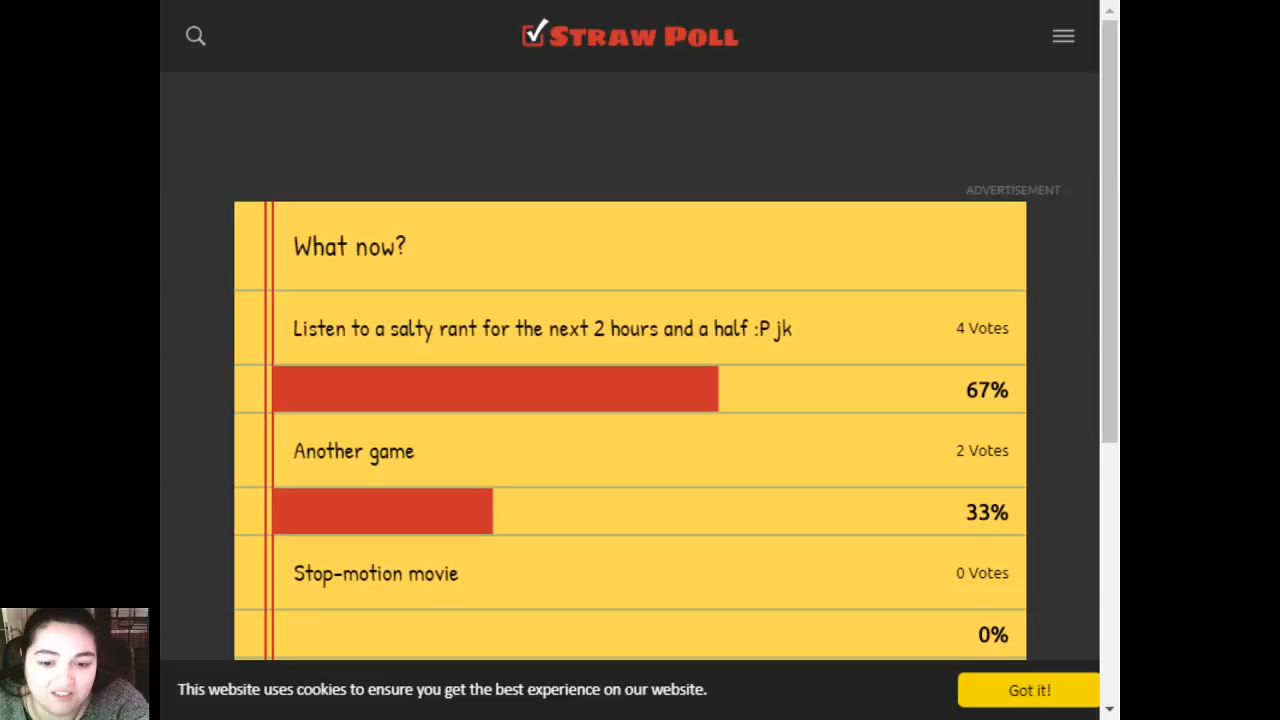 STRAW POLL
ADVERTISEMENT
What now?
Listen to a salty rant for the next 2 hours and a half :P jk
4 Votes
67%
Another game
2 Votes
33%
Stop-motion movie
0 Votes
0%
This website uses cookies to ensure you get the best experience on our website.
Got it!